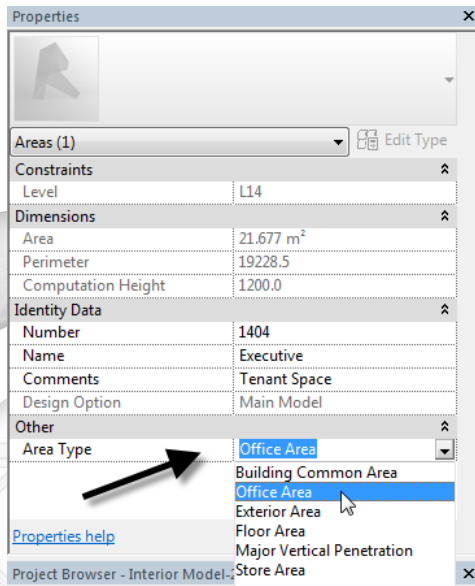 Properties
Areas (1) Edit Type
Constraints
Level L14
Dimensions
Area 21.677 m²
Perimeter 19228.5
Computation Height 1200.0
Identity Data
Number 1404
Name Executive
Comments Tenant Space
Design Option Main Model
Other
Area Type Office Area
Building Common Area
Office Area
Exterior Area
Floor Area
Major Vertical Penetration
Store Area
Properties help
Project Browser - Interior Model-